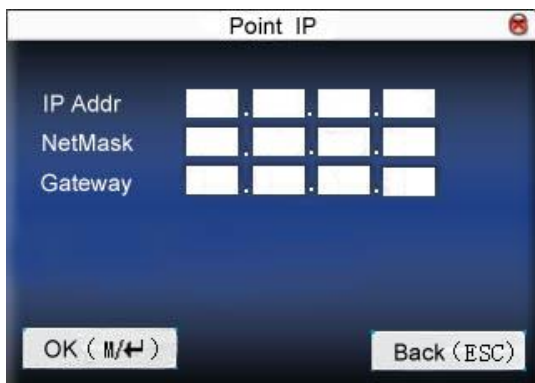 Point IP
IP Addr . . .
NetMask . . .
Gateway . . .
OK ( M/↵ ) Back (ESC)